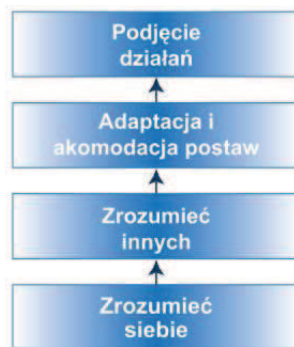 Podjęcie
działań
Adaptacja i
akomodacja postaw
Zrozumieć
innych
Zrozumieć
siebie